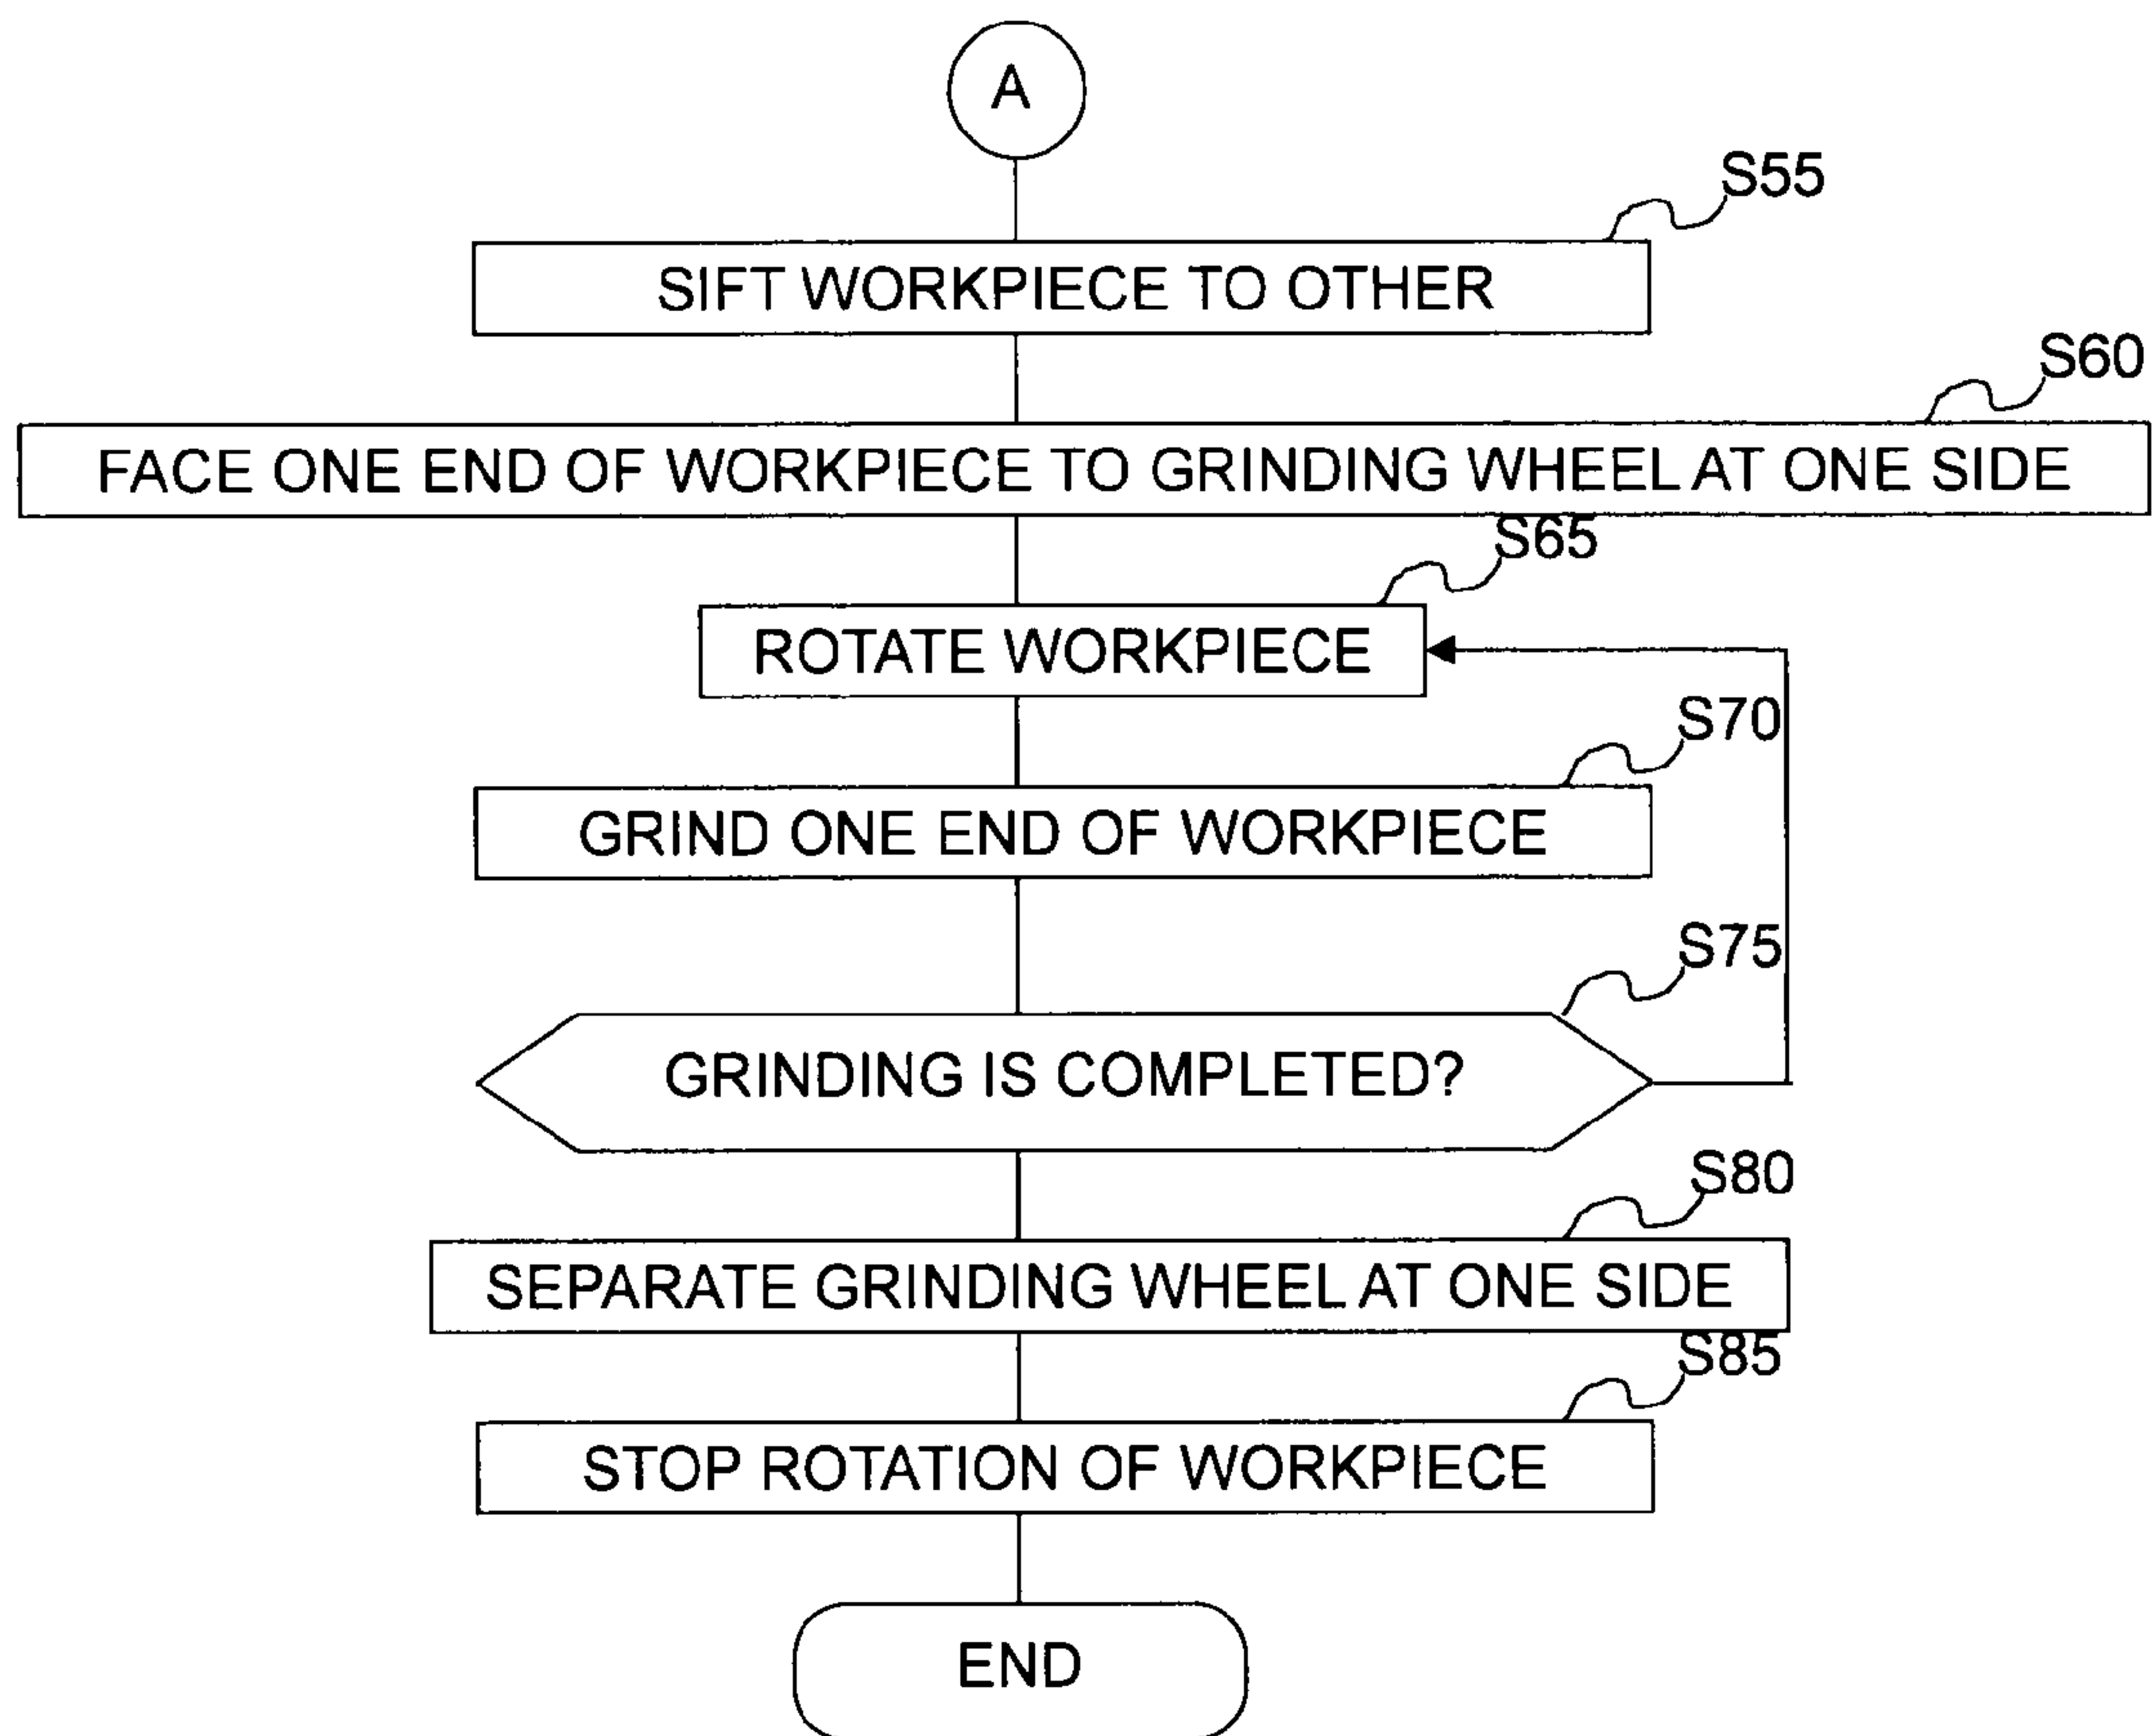 A
S55
SIFT WORKPIECE TO OTHER
S60
FACE ONE END OF WORKPIECE TO GRINDING WHEEL AT ONE SIDE
S65
ROTATE WORKPIECE
S70
GRIND ONE END OF WORKPIECE
S75
GRINDING IS COMPLETED?
S80
SEPARATE GRINDING WHEEL AT ONE SIDE
S85
STOP ROTATION OF WORKPIECE
END